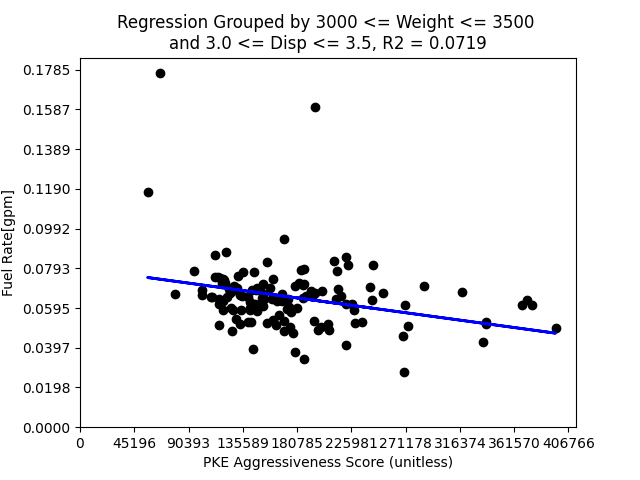 Regression Grouped by 3000 <= Weight <= 3500
and 3.0 <= Disp <= 3.5, R2 = 0.0719
Fuel Rate[gpm]
0.1785
0.1587
0.1389
0.1190
0.0992
0.0793
0.0595
0.0397
0.0198
0.0000
0 45196 90393 135589 180785 225981 271178 316374 361570 406766
PKE Aggressiveness Score (unitless)